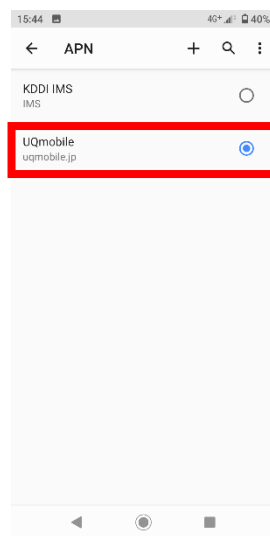 15:44 4G+ 40%
APN
KDDI IMS
IMS
UQmobile
uqmobile.jp